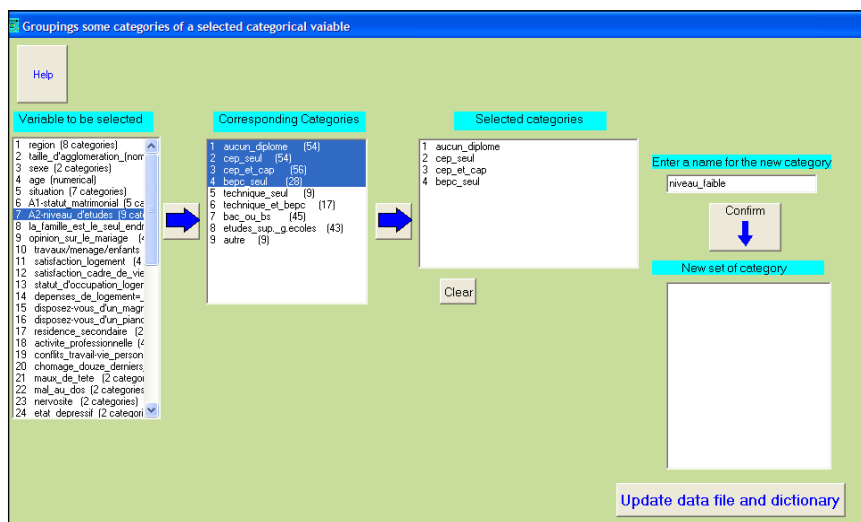 Groupings some categories of a selected categorical vaiable
Help
Variable to be selected
1 region (8 categories)
2 taille_d'agglomeration_(nom
3 sexe (2 categories)
4 age (numerical)
5 situation (7 categories)
6 A1-statut_matrimonial (5 ca
7 A2-niveau_d'etudes (9 cate
8 la_famille_est_le_seul_endr
9 opinion_sur_le_mariage (4
10 travaux/menage/enfants
11 satisfaction_logement (4
12 satisfaction_cadre_de_vie
13 statut_d'occupation_loger
14 depenses_de_logement=_
15 disposez-vous_d'un_magn
16 disposez-vous_d'un_piano
17 residence_secondaire (2
18 activite_professionnelle (4
19 conflits_travail-vie_person
20 chomage_douze_derniers_
21 maux_de_tete (2 categor
22 mal_au_dos (2 categories
23 nervosite (2 categories)
24 etat_depressif (2 categori
Corresponding Categories
1 aucun_diplome (54)
2 cep_seul (54)
3 cep_et_cap (56)
4 bepc_seul (28)
5 technique_seul (9)
6 technique_et_bepc (17)
7 bac_ou_bs (45)
8 etudes_sup._g.ecoles (43)
9 autre (9)
Selected categories
1 aucun_diplome
2 cep_seul
3 cep_et_cap
4 bepc_seul
Clear
Enter a name for the new category
niveau_faible
Confirm
New set of category
Update data file and dictionary